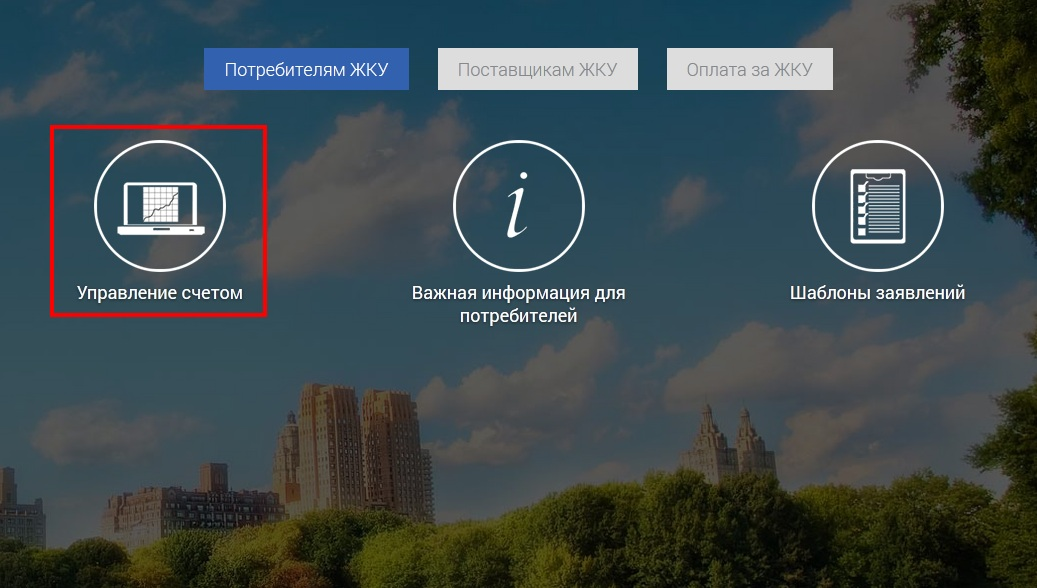 Потребителям ЖКУ
Поставщикам ЖКУ
Оплата за ЖКУ
Управление счетом
Важная информация для
потребителей
Шаблоны заявлений